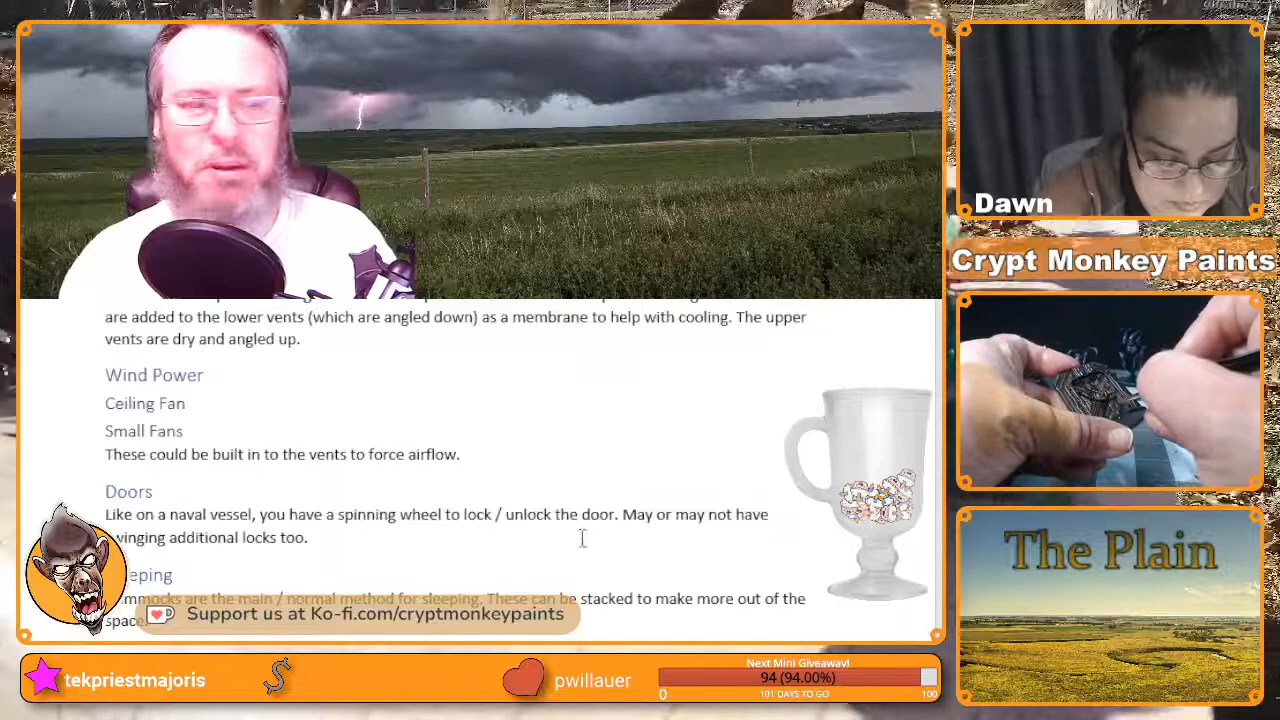 are added to the lower vents (which are angled down) as a membrane to help with cooling. The upper
vents are dry and angled up.
Wind Power
Ceiling Fan
Small Fans
These could be built in to the vents to force airflow.
Doors
Like on a naval vessel, you have a spinning wheel to lock / unlock the door. May or may not have
winging additional locks too.
eeping
mmocks are the main / normal method for sleeping. These can be stacked to make more out of the
space
Support us at Ko-fi.com/cryptmonkeypaints
tekpriestmajoris
$
pwillauer
Next Mini Giveaway!
94 (94.00%)
0
101 DAYS TO GO
100
Dawn
Crypt Monkey Paints
The Plain